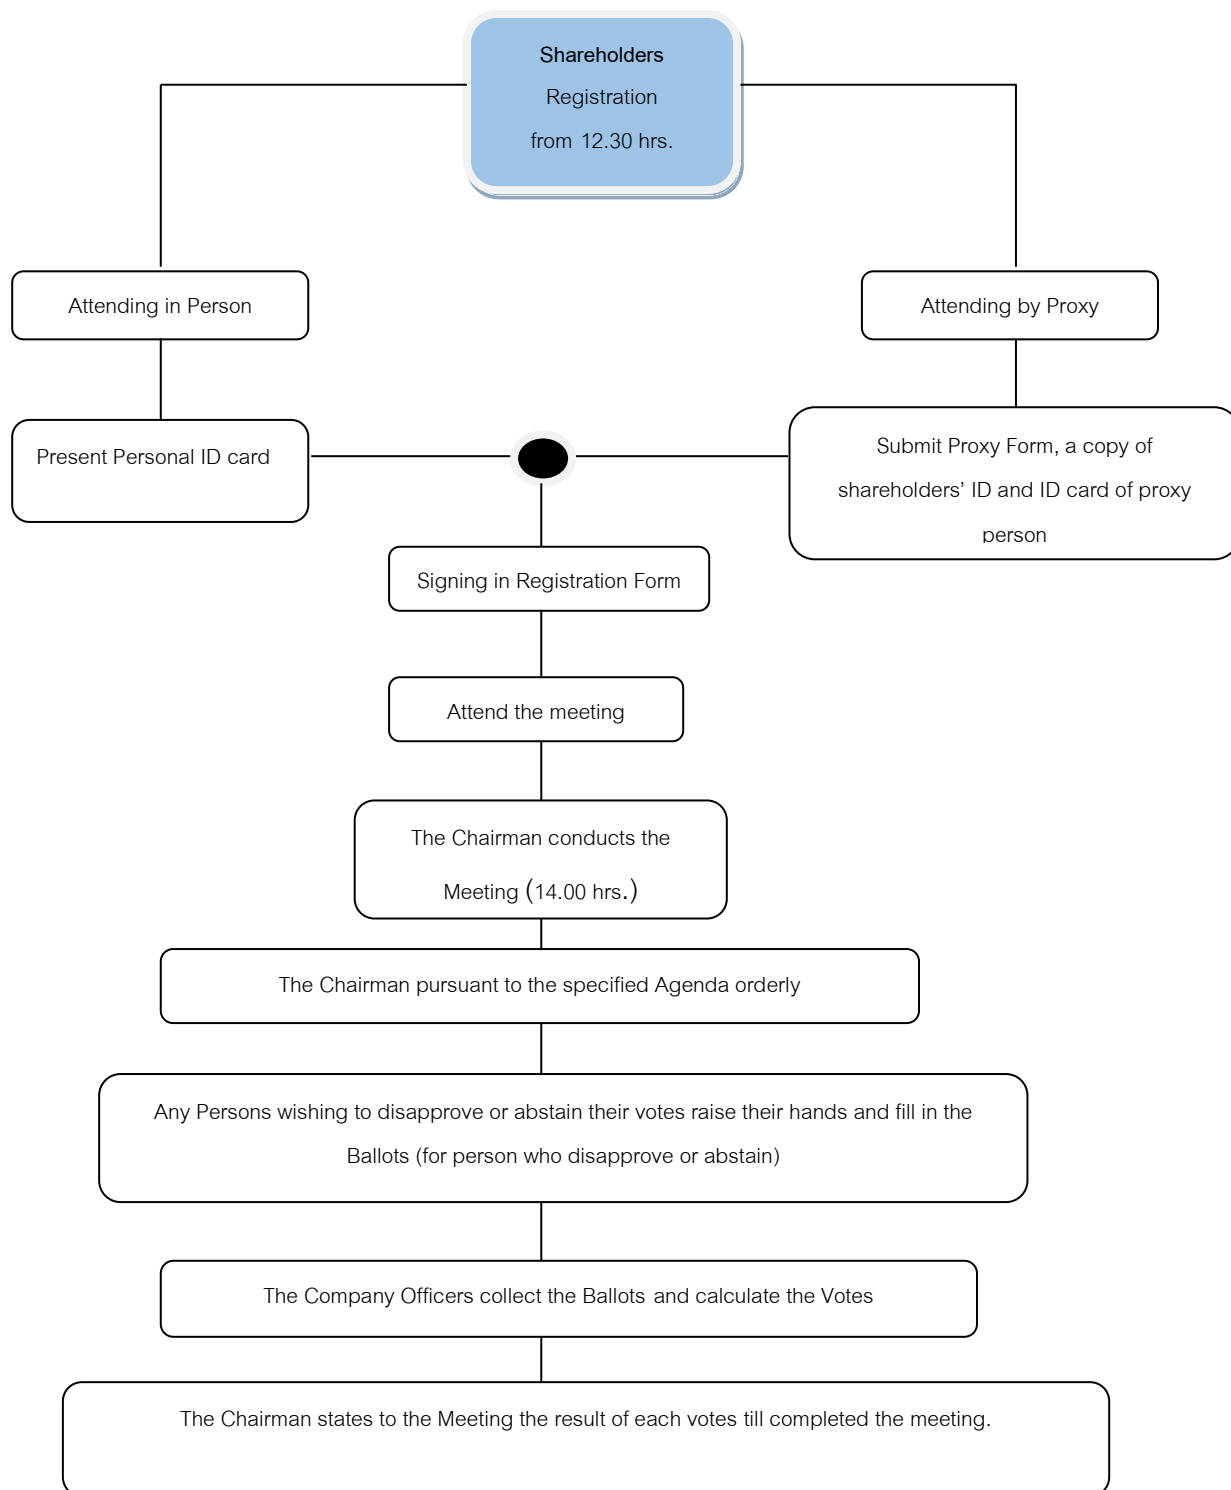 Shareholders
Registration
from 12.30 hrs.
Attending in Person
Attending by Proxy
Present Personal ID card
Submit Proxy Form, a copy of
shareholders’ ID and ID card of proxy
person
Signing in Registration Form
Attend the meeting
The Chairman conducts the
Meeting (14.00 hrs.)
The Chairman pursuant to the specified Agenda orderly
Any Persons wishing to disapprove or abstain their votes raise their hands and fill in the
Ballots (for person who disapprove or abstain)
The Company Officers collect the Ballots and calculate the Votes
The Chairman states to the Meeting the result of each votes till completed the meeting.